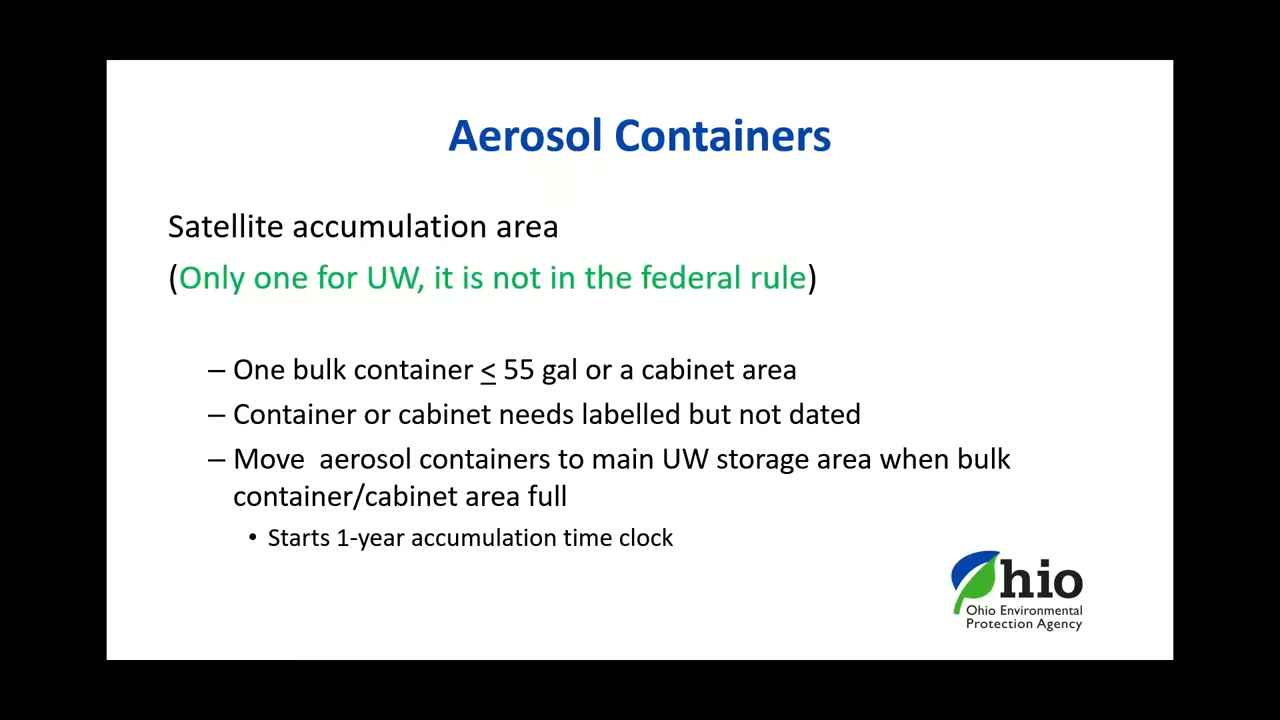 Aerosol Containers
Satellite accumulation area
(Only one for UW, it is not in the federal rule)
– One bulk container ≤ 55 gal or a cabinet area
– Container or cabinet needs labelled but not dated
– Move  aerosol containers to main UW storage area when bulk
container/cabinet area full
• Starts 1-year accumulation time clock
Ohio
Ohio Environmental
Protection Agency